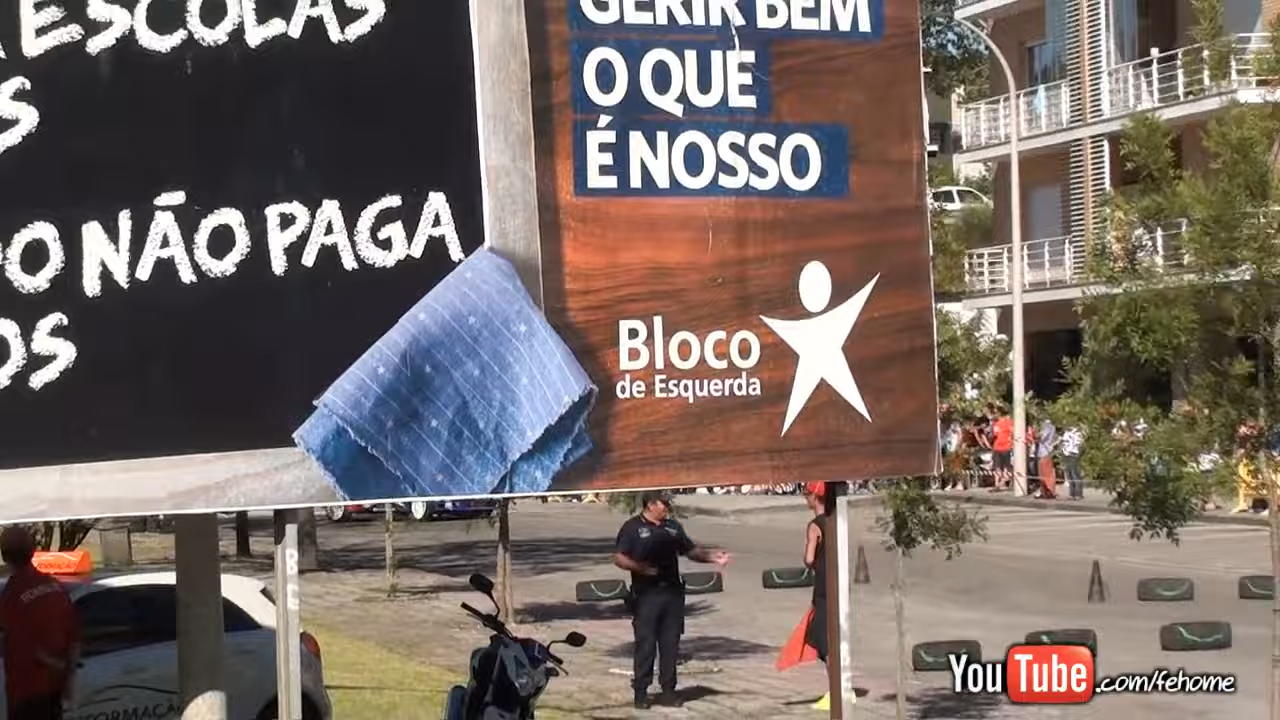 ESCOLAS
S
O NÃO PAGA
OS
GERIR BEM
O QUE
É NOSSO
Bloco
de Esquerda
YouTube.com/fehome